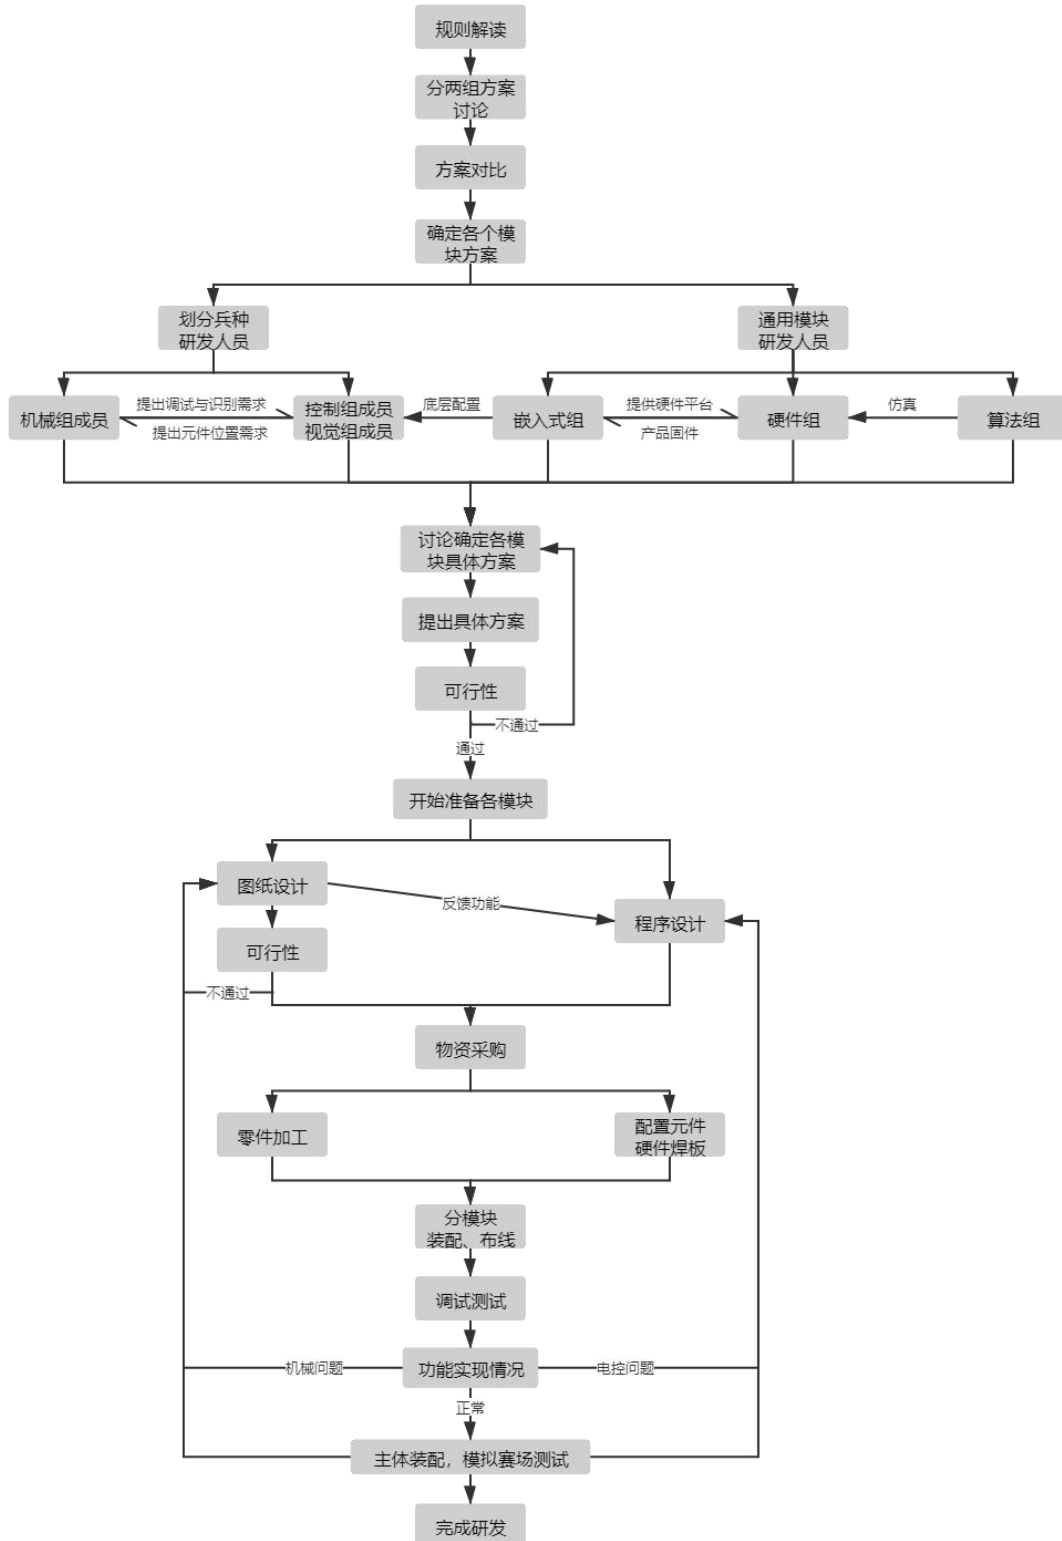 规则解读
分两组方案
讨论
方案对比
确定各个模
块方案
划分兵种
研发人员
通用模块
研发人员
机械组成员
提出调试与识别需求
提出元件位置需求
控制组成员
视觉组成员
底层配置
嵌入式组
提供硬件平台
产品固件
硬件组
仿真
算法组
讨论确定各模
块具体方案
提出具体方案
可行性
不通过
通过
开始准备各模块
图纸设计
反馈功能
程序设计
可行性
不通过
物资采购
零件加工
配置元件
硬件焊板
分模块
装配、布线
调试测试
机械问题
功能实现情况
电控问题
正常
主体装配，模拟赛场测试
完成研发